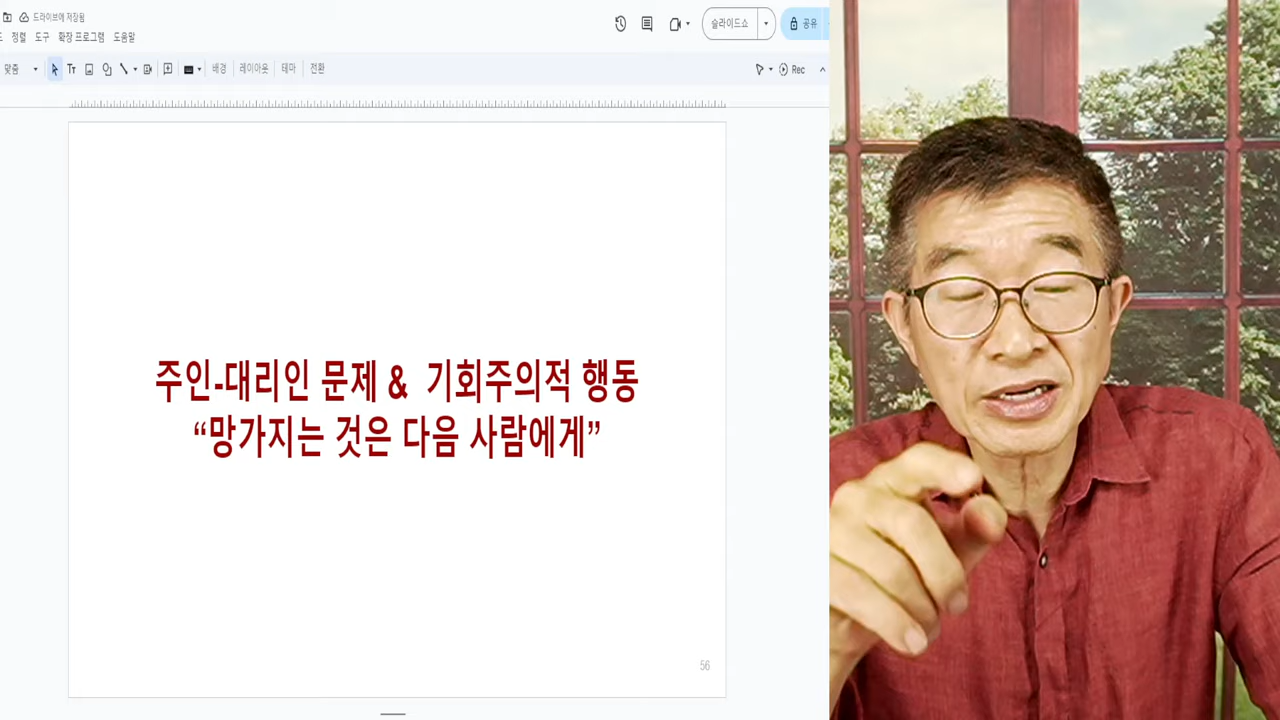 드라이브에 저장됨
정렬 도구 확장 프로그램 도움말
슬라이드쇼
공유
맞춤
Tт
배경 레이아웃 테마 전환
Rec
주인-대리인 문제 & 기회주의적 행동
“망가지는 것은 다음 사람에게”
56